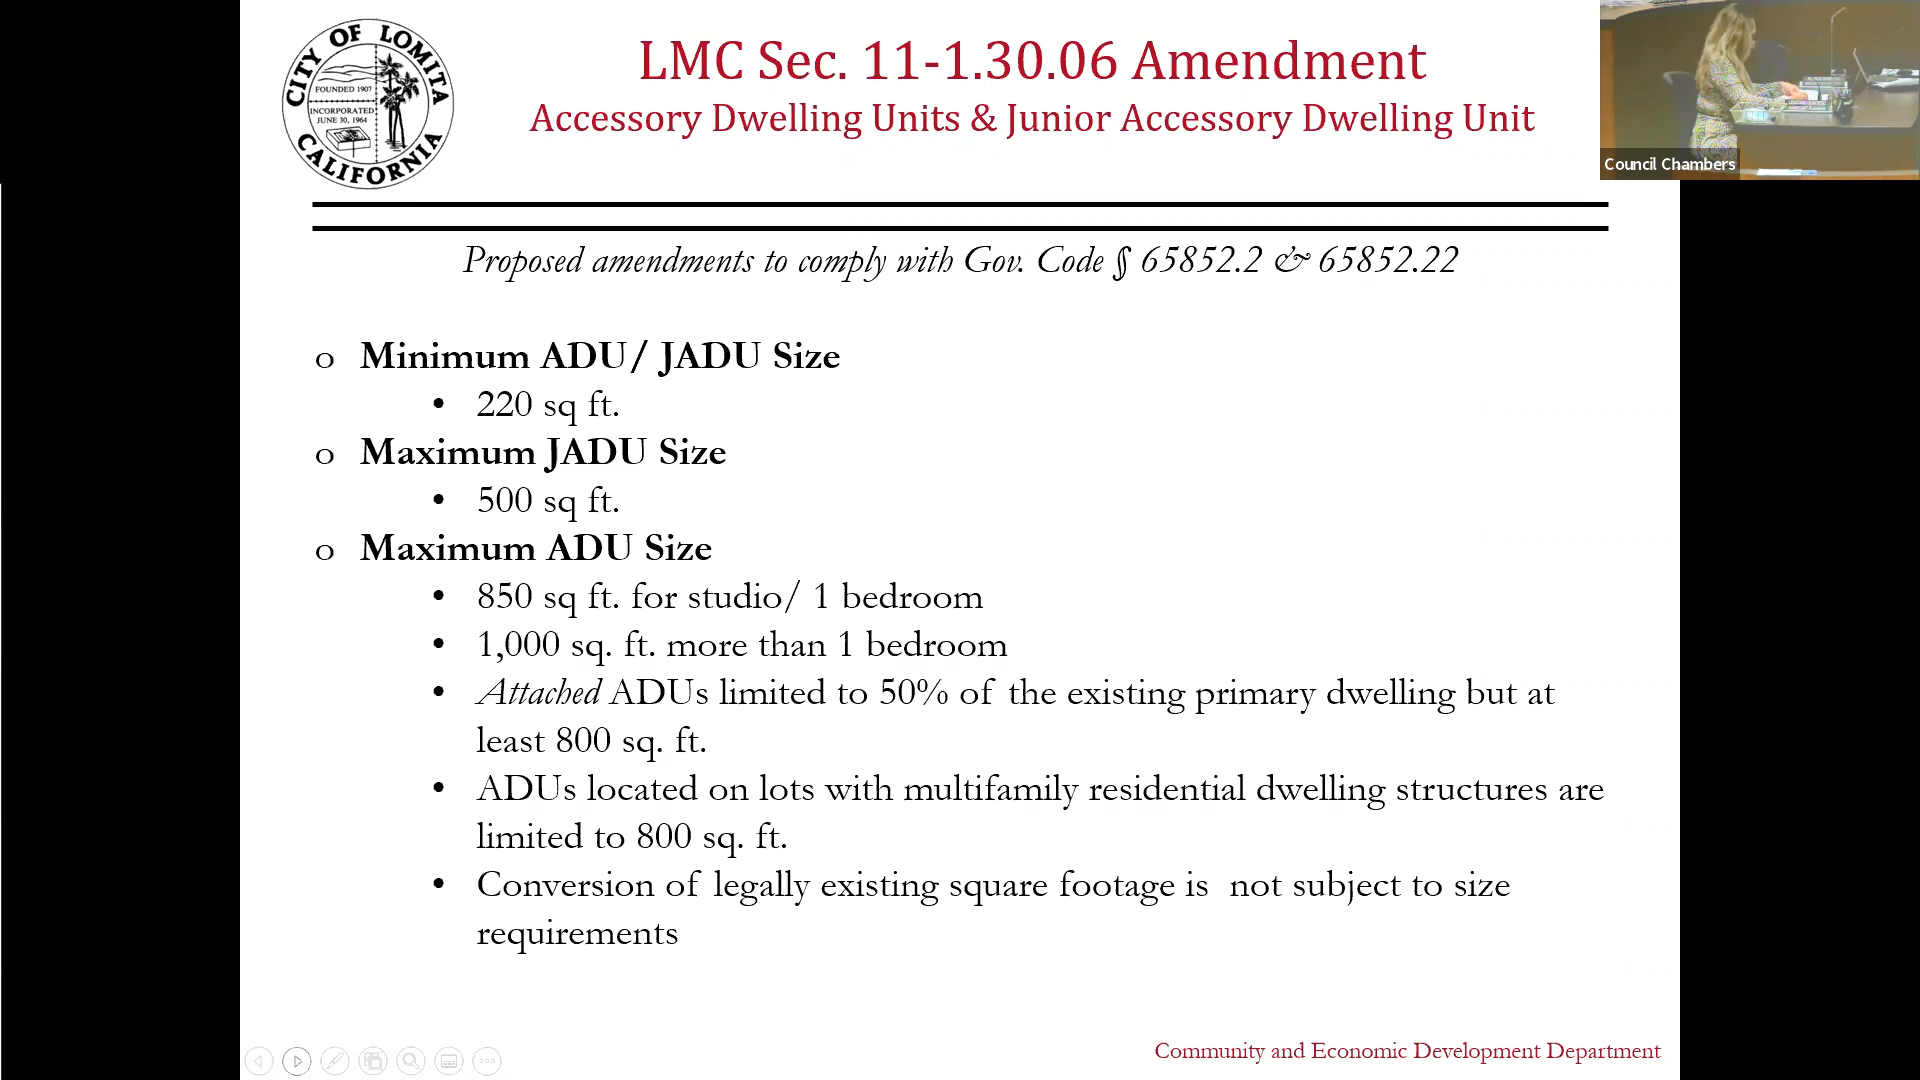 CITY OF LOMITA
FOUNDED 1907
INCORPORATED
JUNE 30, 1964
CALIFORNIA
LMC Sec. 11-1.30.06 Amendment
Accessory Dwelling Units & Junior Accessory Dwelling Unit
Council Chambers
Proposed amendments to comply with Gov. Code § 65852.2 & 65852.22
o Minimum ADU/ JADU Size
• 220 sq ft.
o Maximum JADU Size
• 500 sq ft.
o Maximum ADU Size
• 850 sq ft. for studio/ 1 bedroom
• 1,000 sq. ft. more than 1 bedroom
• Attached ADUs limited to 50% of the existing primary dwelling but at
least 800 sq. ft.
• ADUs located on lots with multifamily residential dwelling structures are
limited to 800 sq. ft.
• Conversion of legally existing square footage is not subject to size
requirements
Community and Economic Development Department